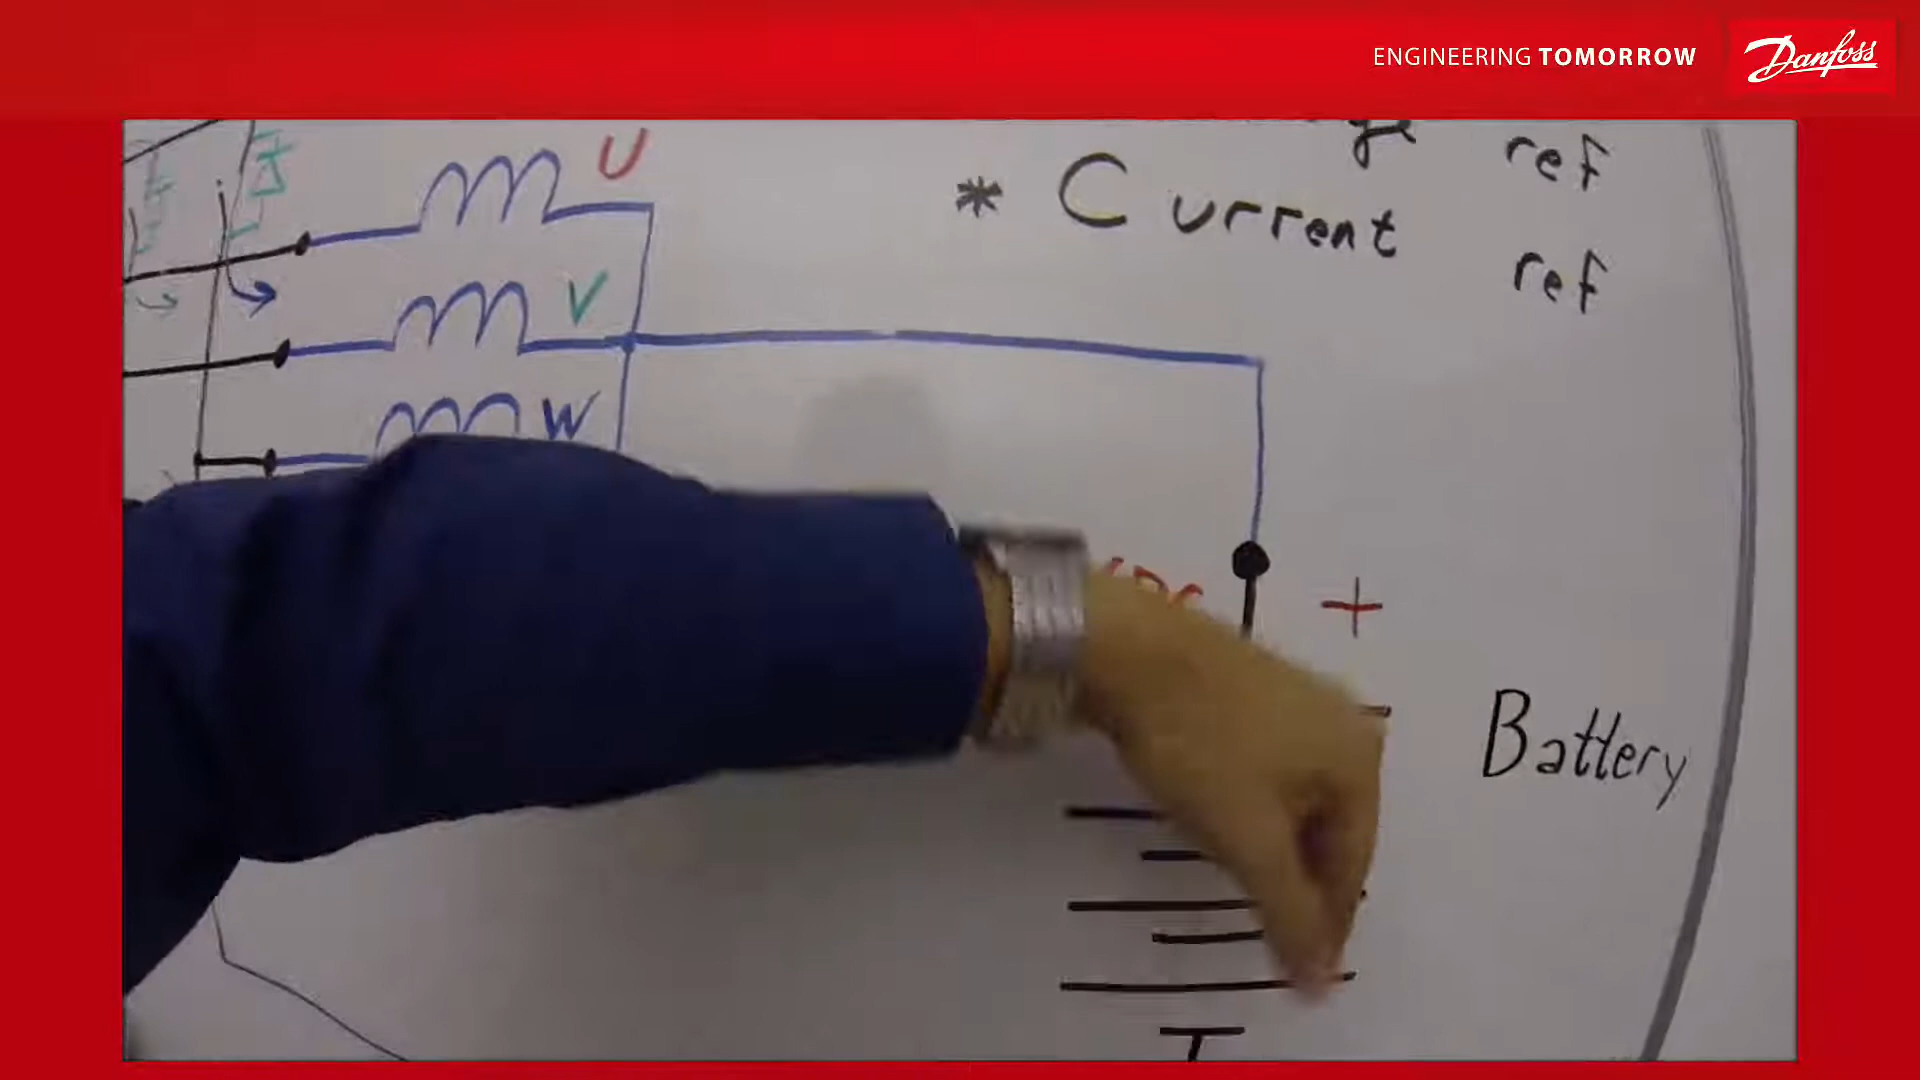 ENGINEERING TOMORROW
Danfoss
U
ref
* Current
ref
V
W
+
Battery